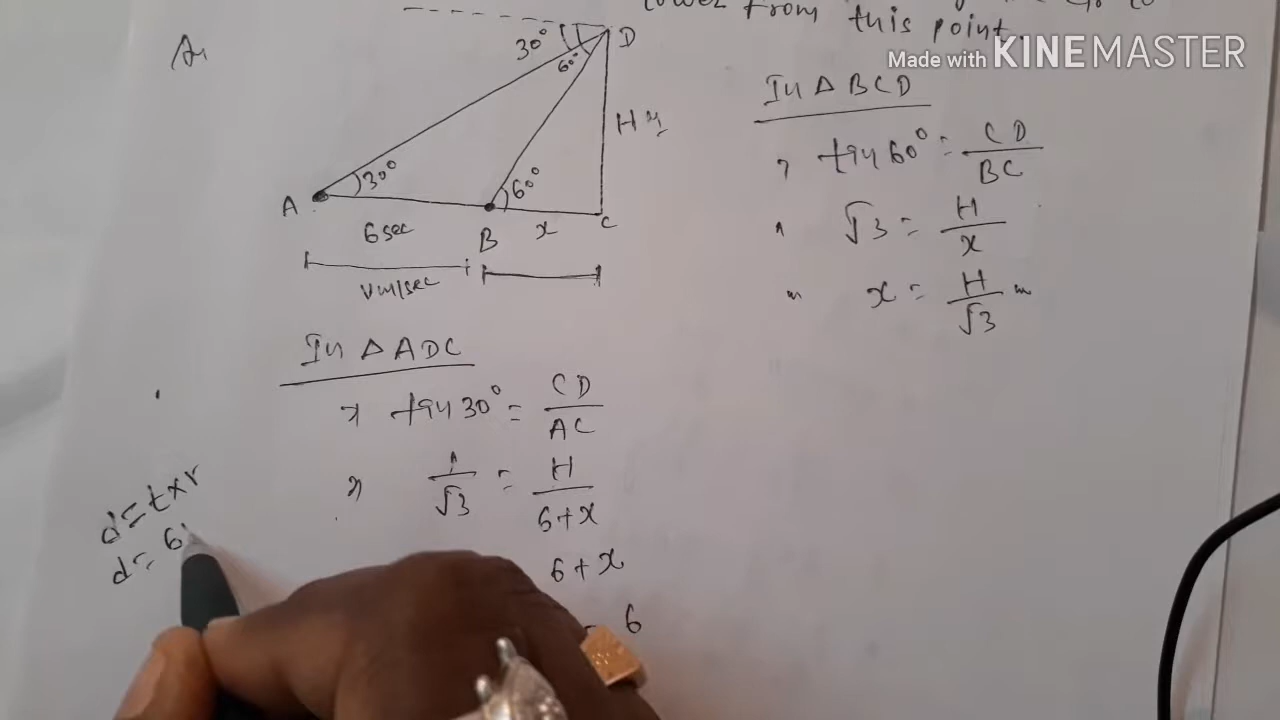 tower from this point.
Made with KINEMASTER
30° D
60°
H m
A 30° 60°
6 sec B x C
V m/sec
In △ BCD
tan 60° = CD/BC
√3 = H/x
x = H/√3 m
In △ ADC
tan 30° = CD/AC
1/√3 = H/6+x
6+x
6
d = t×r
d = 6